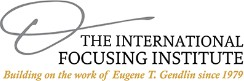 THE INTERNATIONAL
FOCUSING INSTITUTE
Building on the work of Eugene T. Gendlin since 1979